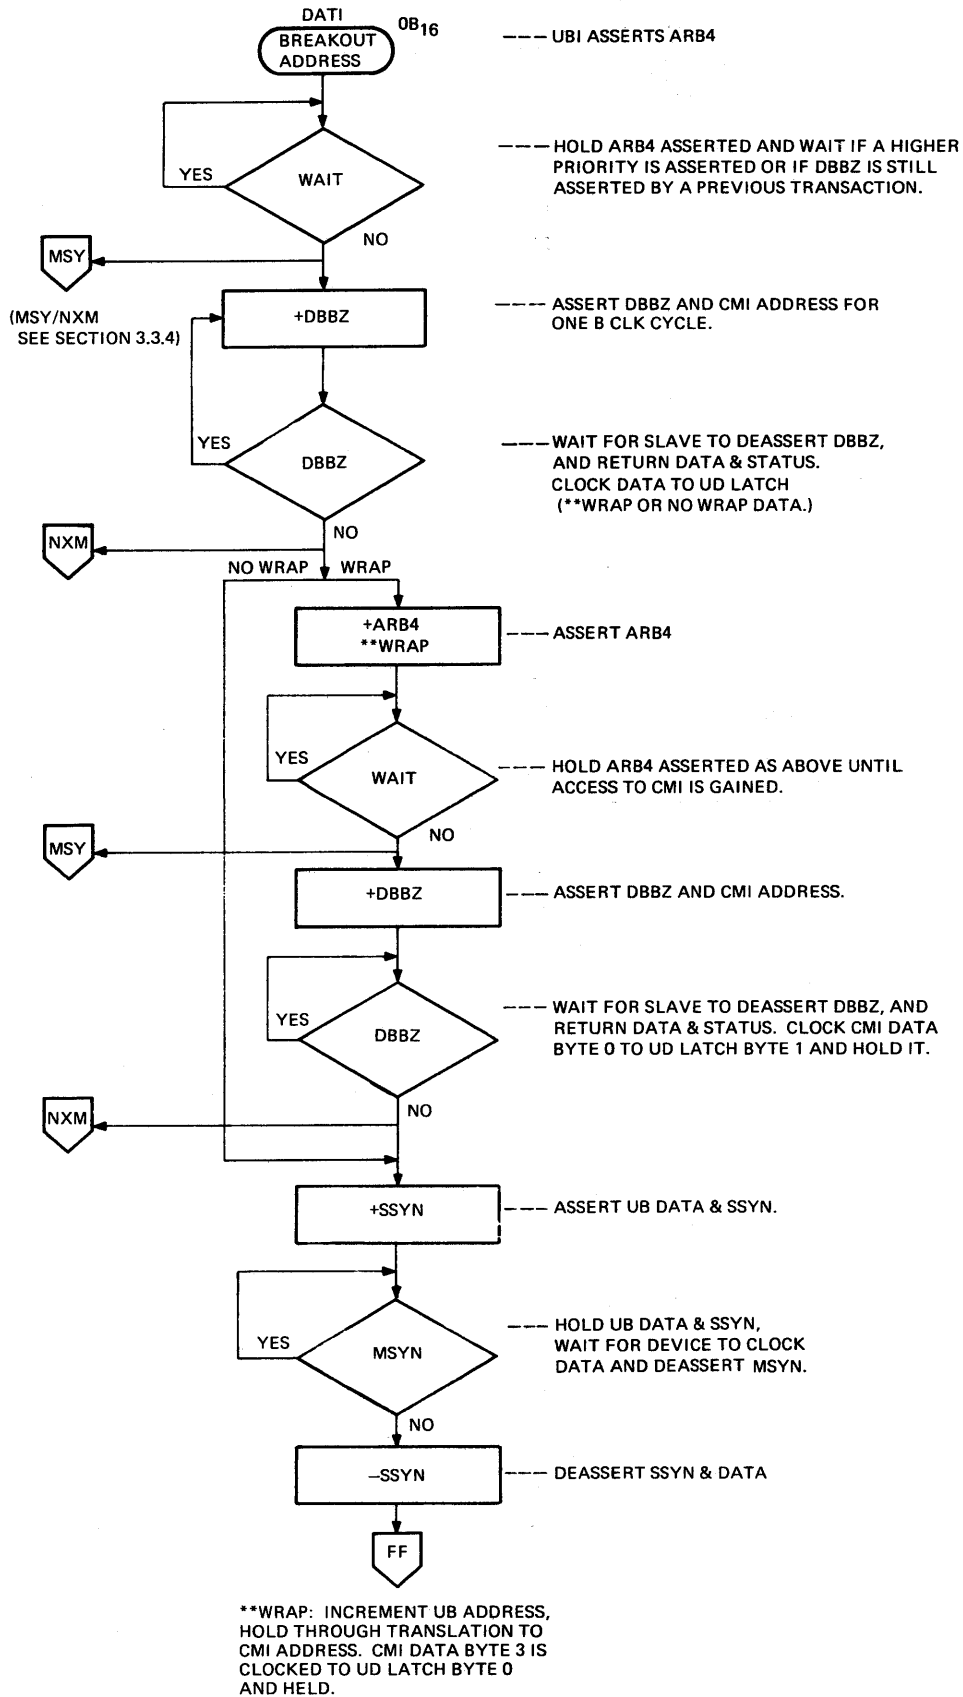 DATI
BREAKOUT
ADDRESS
0B16
--- UBI ASSERTS ARB4
YES
WAIT
NO
--- HOLD ARB4 ASSERTED AND WAIT IF A HIGHER
PRIORITY IS ASSERTED OR IF DBBZ IS STILL
ASSERTED BY A PREVIOUS TRANSACTION.
MSY
(MSY/NXM
SEE SECTION 3.3.4)
+DBBZ
--- ASSERT DBBZ AND CMI ADDRESS FOR
ONE B CLK CYCLE.
YES
DBBZ
NO
--- WAIT FOR SLAVE TO DEASSERT DBBZ,
AND RETURN DATA & STATUS.
CLOCK DATA TO UD LATCH
(**WRAP OR NO WRAP DATA.)
NXM
NO WRAP
WRAP
+ARB4
**WRAP
--- ASSERT ARB4
YES
WAIT
NO
--- HOLD ARB4 ASSERTED AS ABOVE UNTIL
ACCESS TO CMI IS GAINED.
MSY
+DBBZ
--- ASSERT DBBZ AND CMI ADDRESS.
YES
DBBZ
NO
--- WAIT FOR SLAVE TO DEASSERT DBBZ, AND
RETURN DATA & STATUS. CLOCK CMI DATA
BYTE 0 TO UD LATCH BYTE 1 AND HOLD IT.
NXM
+SSYN
--- ASSERT UB DATA & SSYN.
YES
MSYN
NO
--- HOLD UB DATA & SSYN,
WAIT FOR DEVICE TO CLOCK
DATA AND DEASSERT MSYN.
–SSYN
--- DEASSERT SSYN & DATA
FF
**WRAP: INCREMENT UB ADDRESS,
HOLD THROUGH TRANSLATION TO
CMI ADDRESS. CMI DATA BYTE 3 IS
CLOCKED TO UD LATCH BYTE 0
AND HELD.